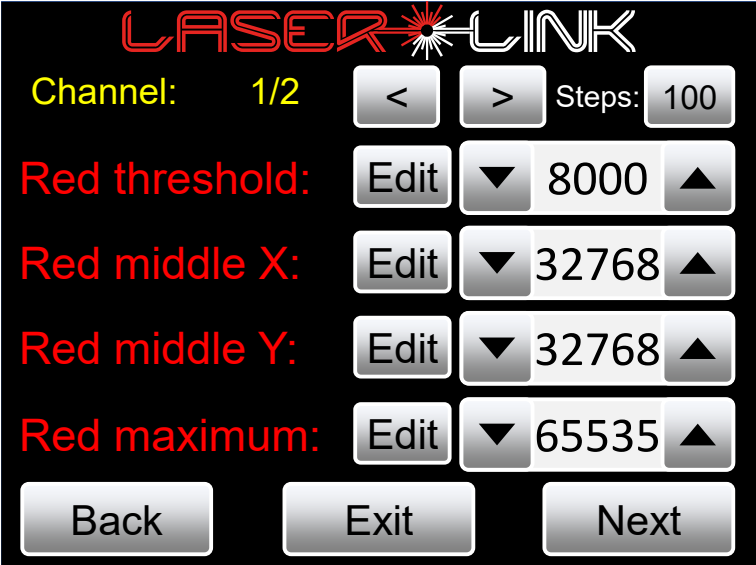 LASER LINK
Channel: 1/2 < > Steps: 100
Red threshold: Edit ▼ 8000 ▲
Red middle X: Edit ▼ 32768 ▲
Red middle Y: Edit ▼ 32768 ▲
Red maximum: Edit ▼ 65535 ▲
Back Exit Next